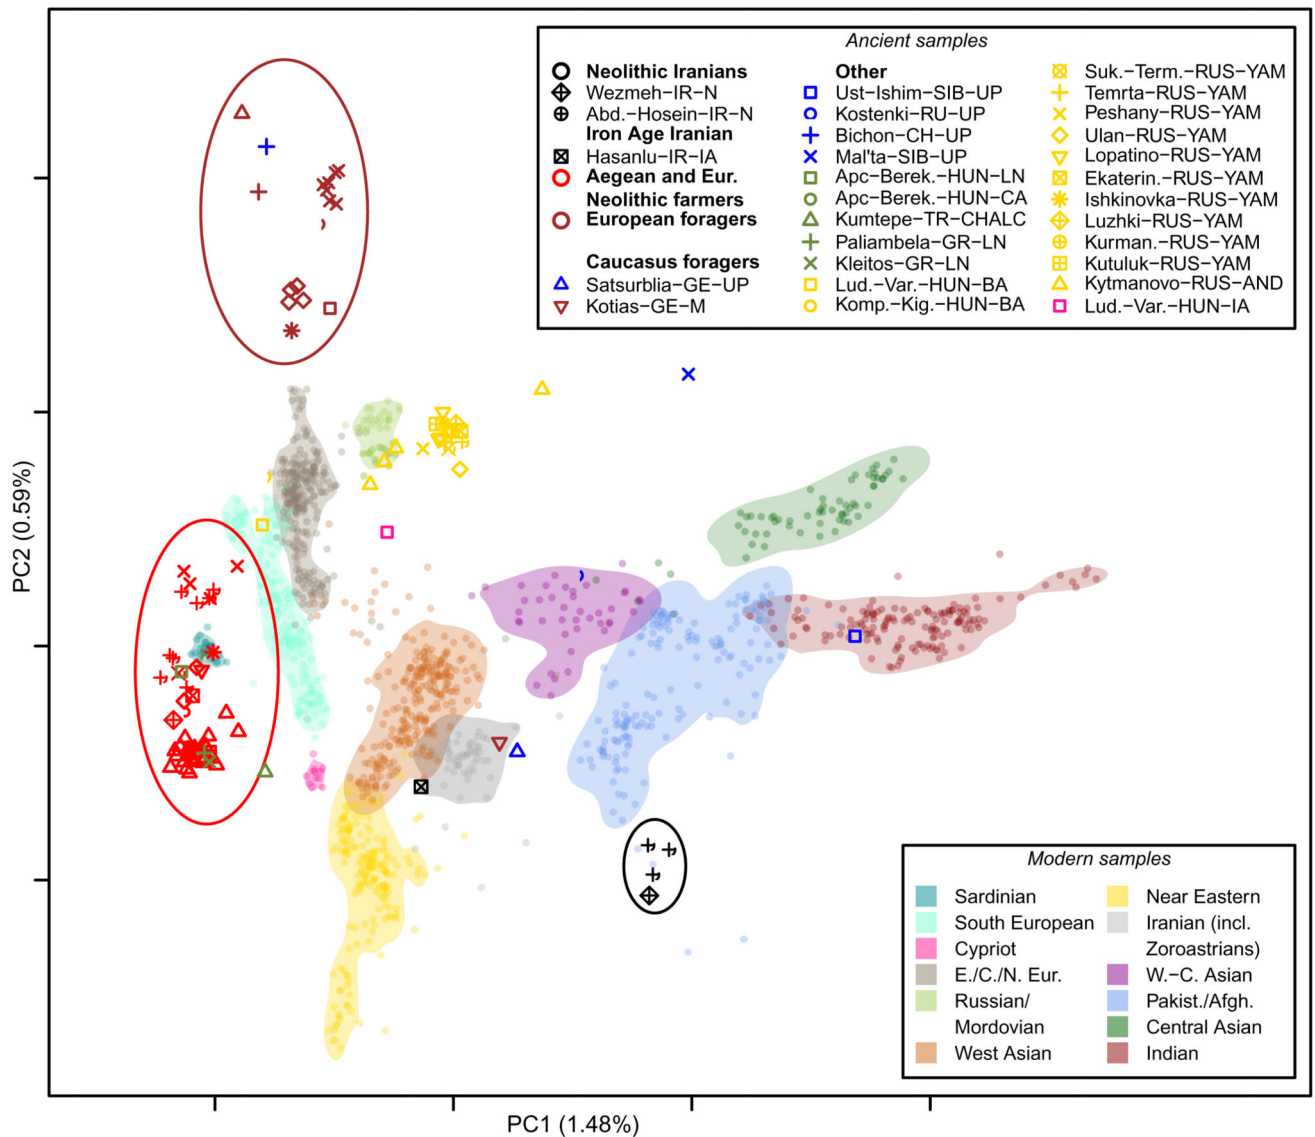 Ancient samples
Neolithic Iranians
Wezmeh−IR−N
Abd.−Hosein−IR−N
Iron Age Iranian
Hasanlu−IR−IA
Aegean and Eur.
Neolithic farmers
European foragers
Caucasus foragers
Satsurblia−GE−UP
Kotias−GE−M
Other
Ust−Ishim−SIB−UP
Kostenki−RU−UP
Bichon−CH−UP
Mal'ta−SIB−UP
Apc−Berek.−HUN−LN
Apc−Berek.−HUN−CA
Kumtepe−TR−CHALC
Paliambela−GR−LN
Kleitos−GR−LN
Lud.−Var.−HUN−BA
Komp.−Kig.−HUN−BA
Suk.−Term.−RUS−YAM
Temrta−RUS−YAM
Peshany−RUS−YAM
Ulan−RUS−YAM
Lopatino−RUS−YAM
Ekaterin.−RUS−YAM
Ishkinovka−RUS−YAM
Luzhki−RUS−YAM
Kurman.−RUS−YAM
Kutuluk−RUS−YAM
Kytmanovo−RUS−AND
Lud.−Var.−HUN−IA
PC2 (0.59%)
Modern samples
Sardinian
South European
Cypriot
E./C./N. Eur.
Russian/
Mordovian
West Asian
Near Eastern
Iranian (incl.
Zoroastrians)
W.−C. Asian
Pakist./Afgh.
Central Asian
Indian
PC1 (1.48%)